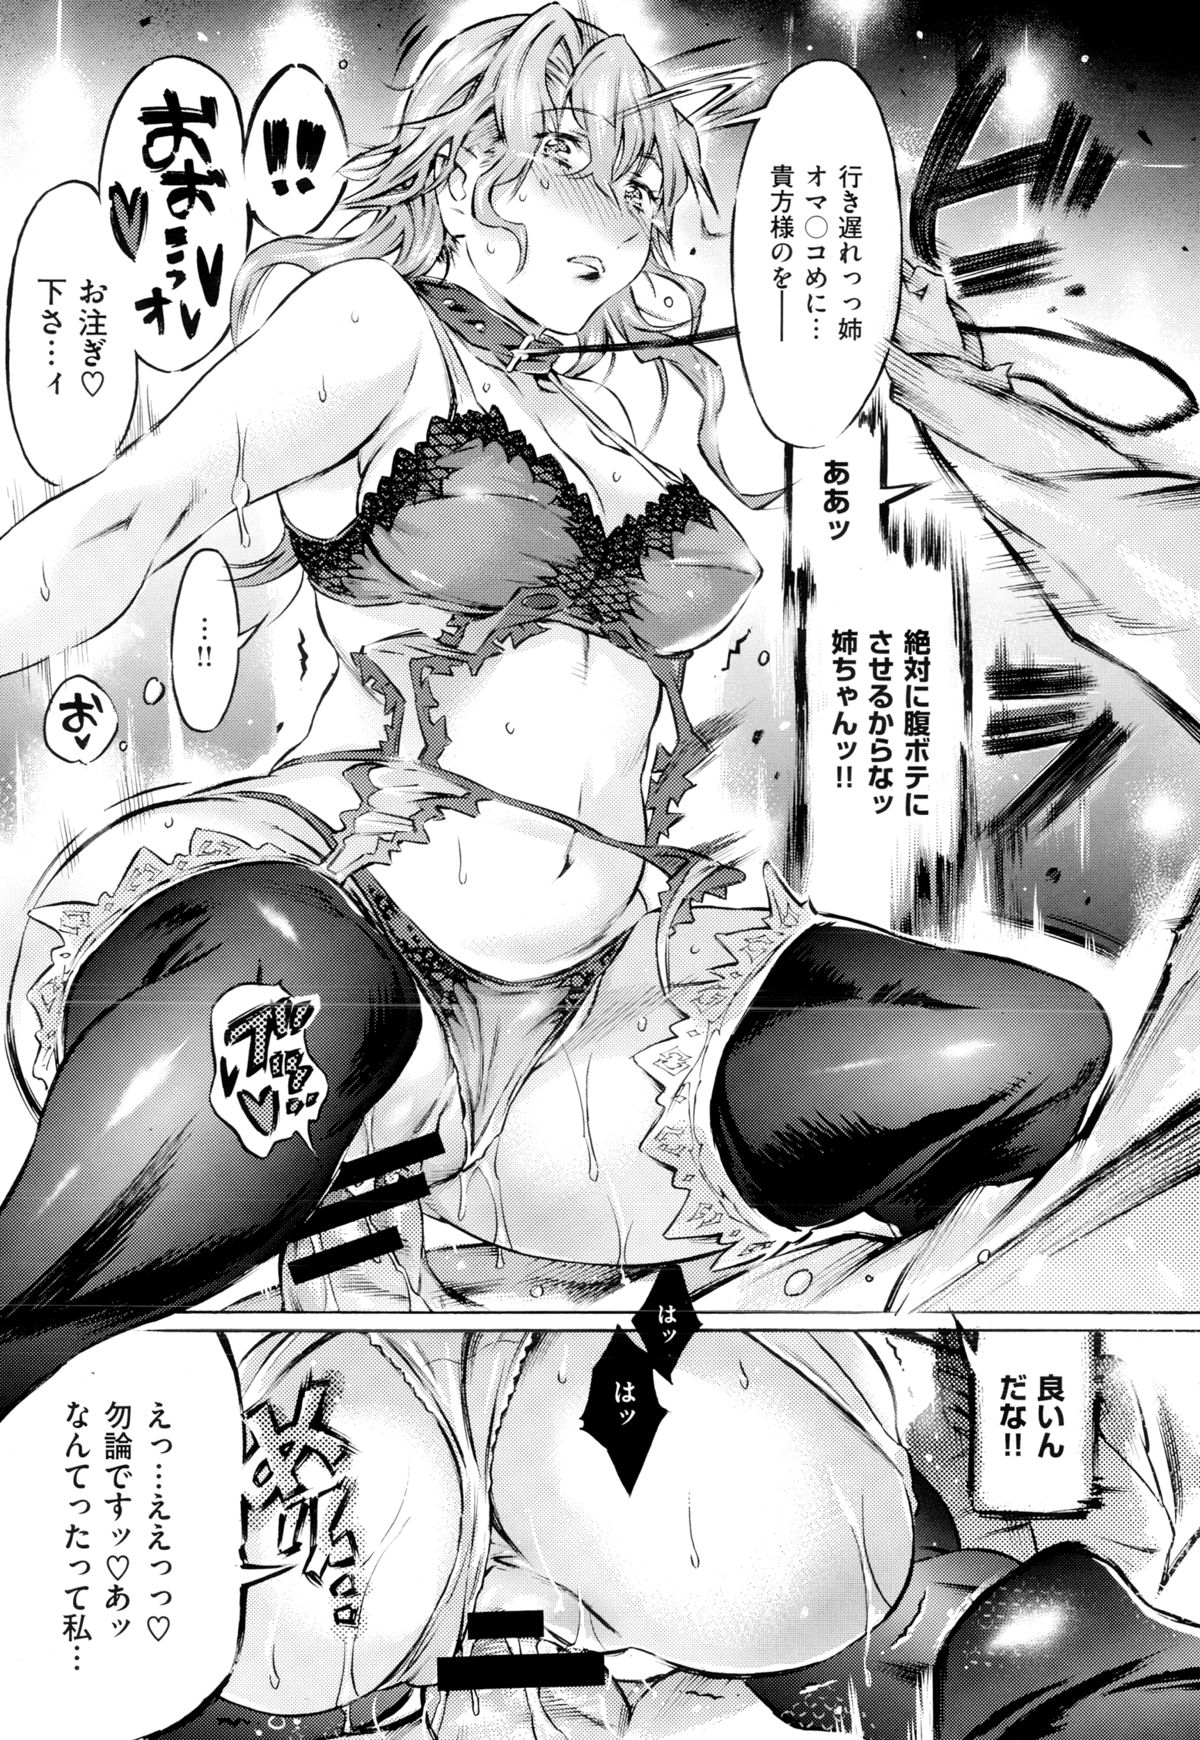 行き遅れっっ姉
オマ〇コめに…
貴方様のを──
!!
おおっ
オ
お注ぎ♡
下さ…ィ
ああッ
絶対に腹ボテに
させるからなッ
姉ちゃんッ!!
…!!
お
はッ
はッ
良いん
だな!!
えっ…ええっっ♡
勿論ですッ♡あッ
なんてったって私…